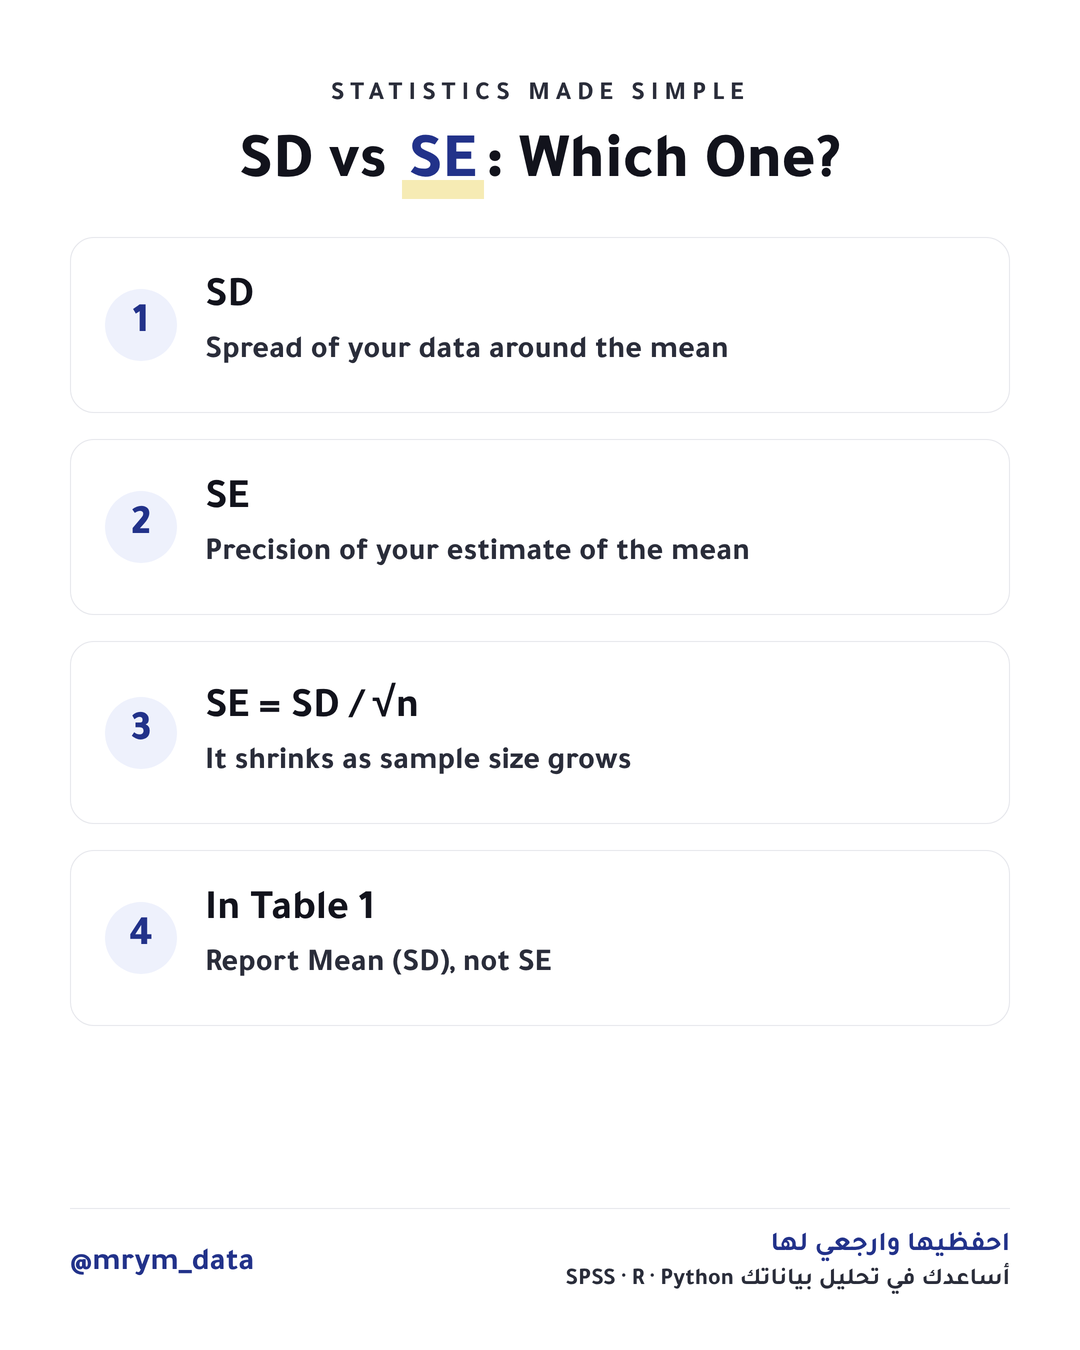 STATISTICS MADE SIMPLE
SD vs SE: Which One?
1
SD
Spread of your data around the mean
2
SE
Precision of your estimate of the mean
3
SE = SD / √n
It shrinks as sample size grows
4
In Table 1
Report Mean (SD), not SE
@mrym_data
احفظيها وارجعي لها
أساعدك في تحليل بياناتك SPSS · R · Python